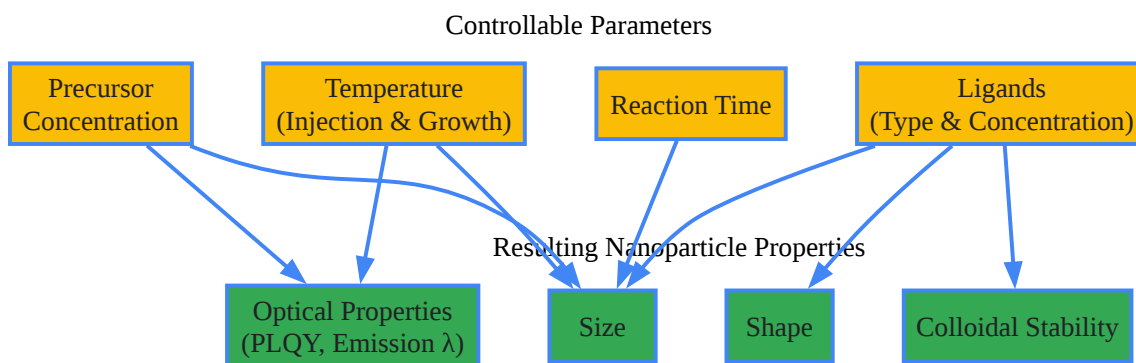 Controllable Parameters
Precursor
Concentration
Temperature
(Injection & Growth)
Reaction Time
Ligands
(Type & Concentration)
Resulting Nanoparticle Properties
Optical Properties
(PLQY, Emission λ)
Size
Shape
Colloidal Stability